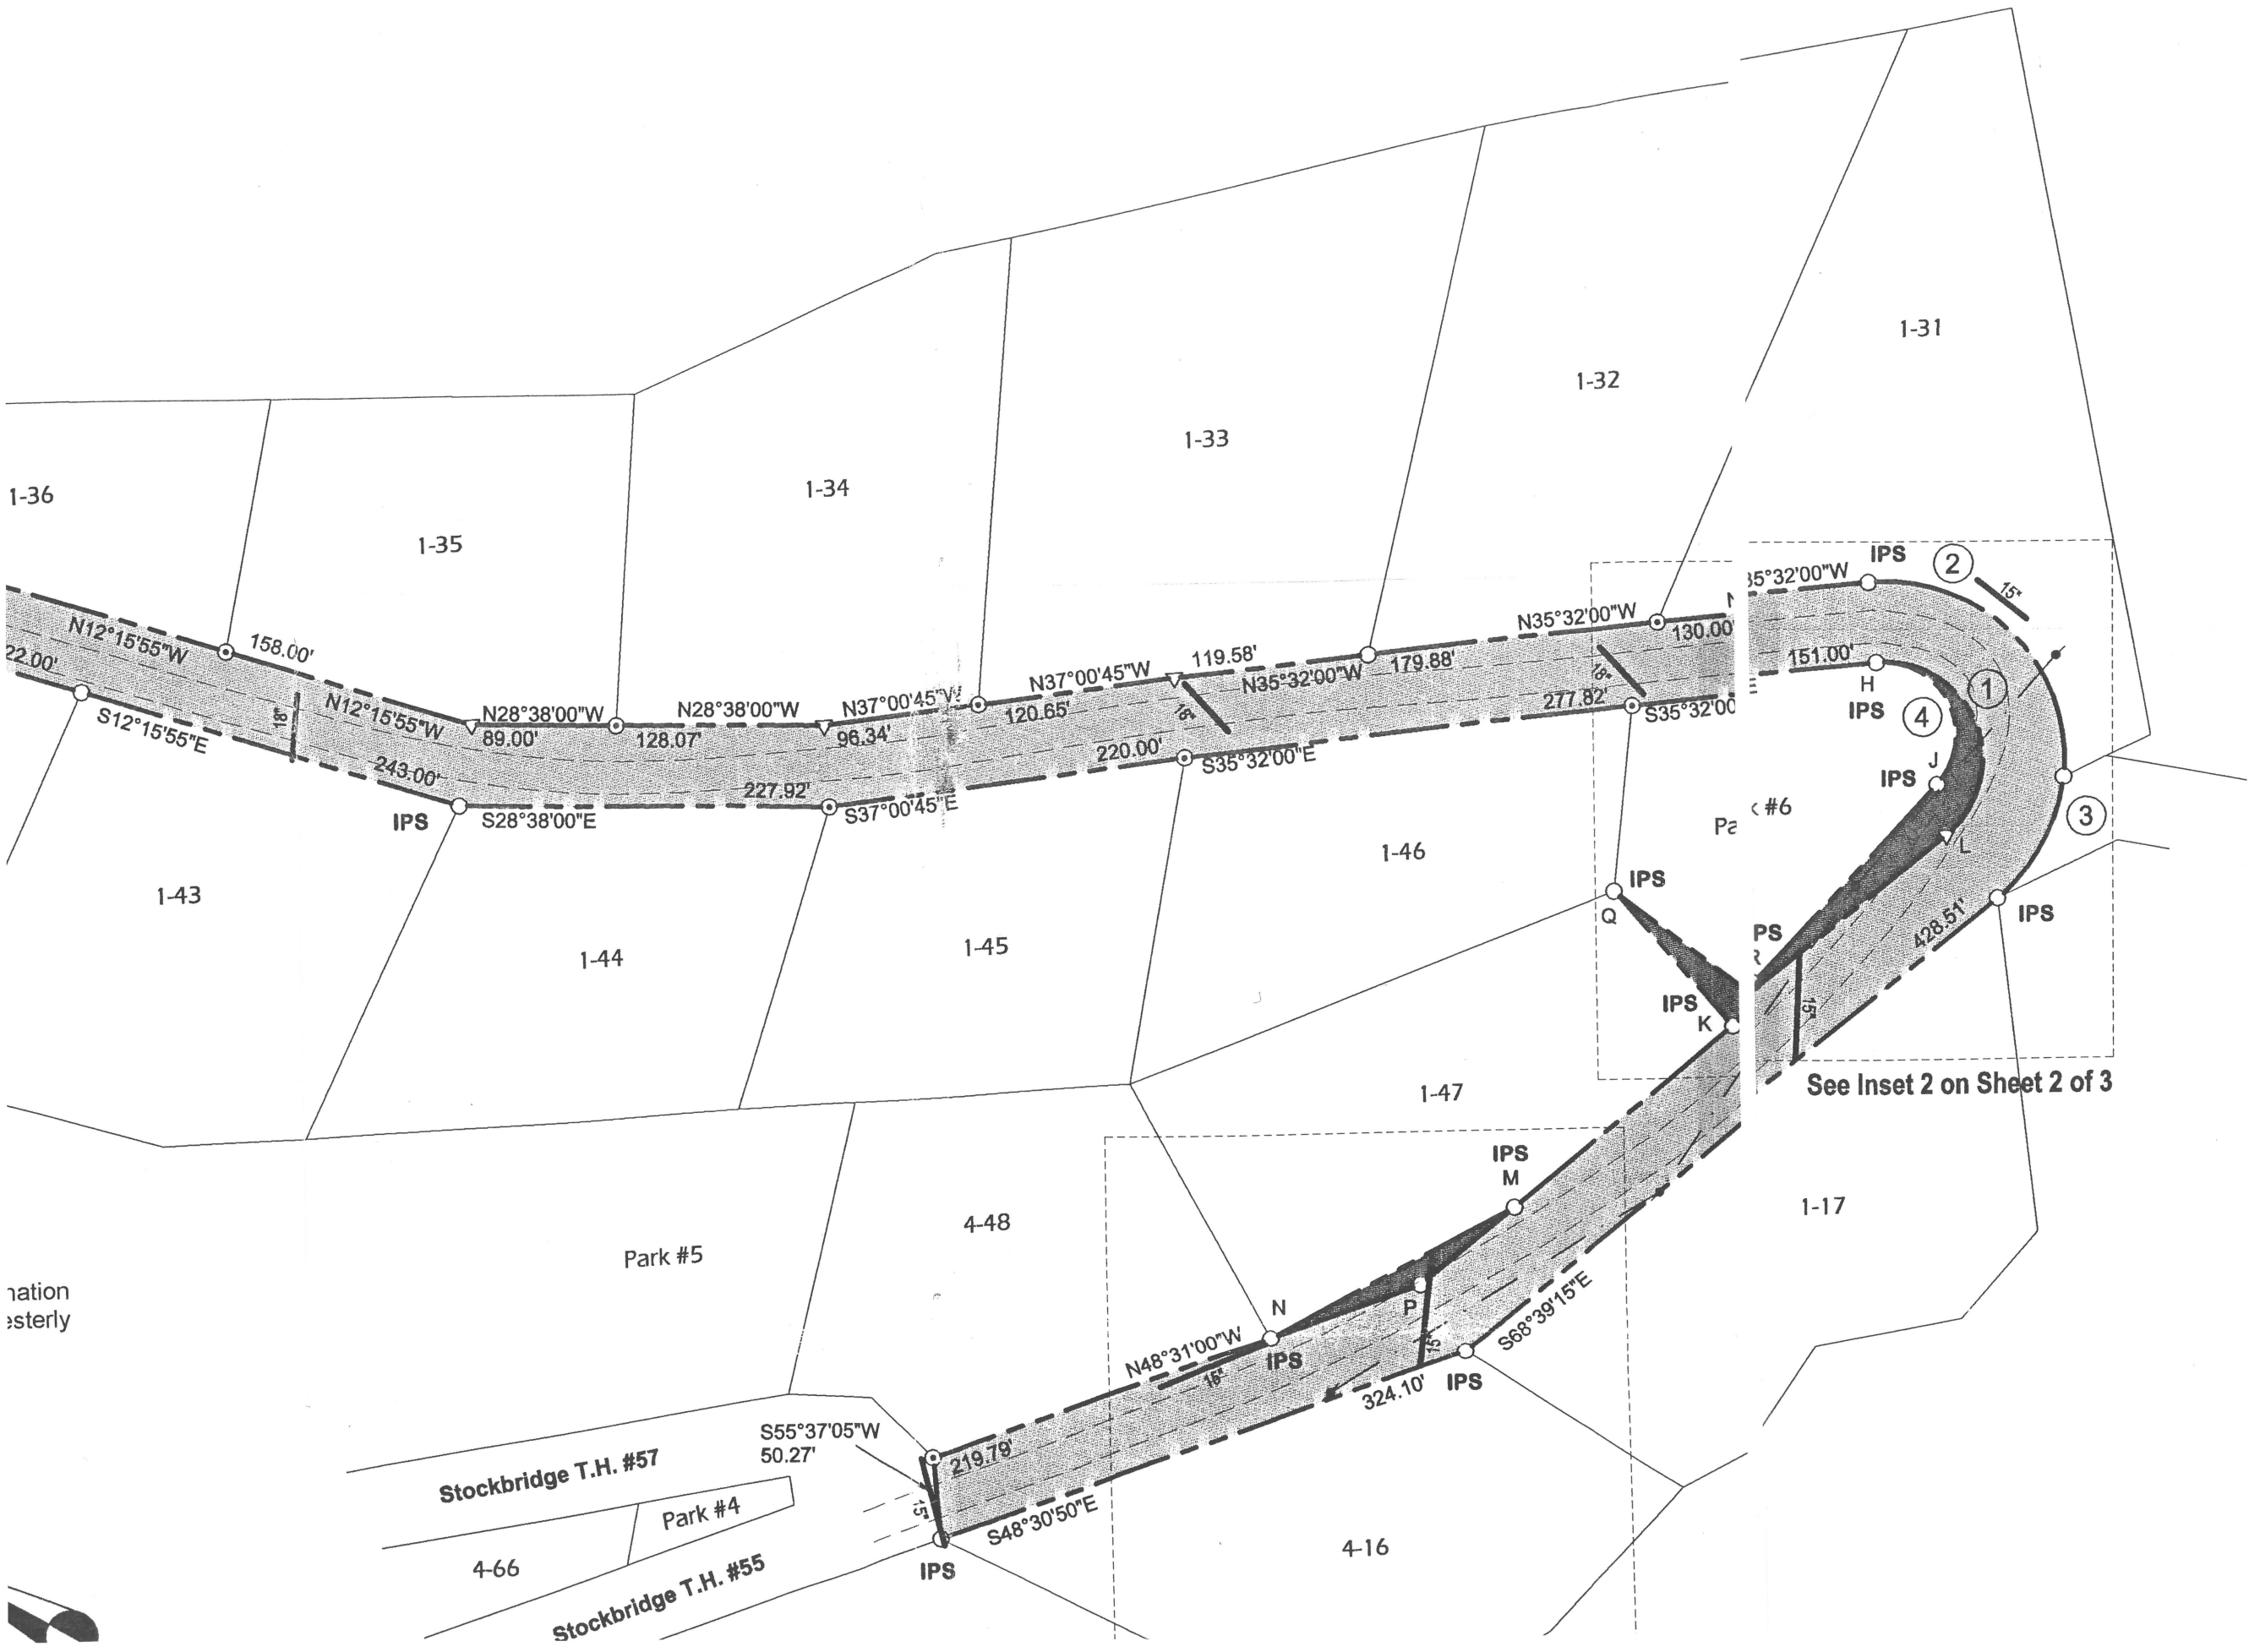 1-31
1-32
1-33
1-34
1-35
1-36
IPS
2
15"
35°32'00"W
N35°32'00"W
130.00'
151.00'
H
IPS
4
1
N12°15'55"W
158.00'
22.00'
S12°15'55"E
18"
N12°15'55"W
243.00'
N28°38'00"W
89.00'
N28°38'00"W
128.07'
N37°00'45"W
96.34'
N37°00'45"W
120.65'
119.58'
N35°32'00"W
179.88'
18"
18"
277.82'
S35°32'00
220.00'
S35°32'00"E
227.92'
S37°00'45"E
IPS
S28°38'00"E
J
IPS
3
Pa
k #6
L
1-43
1-44
1-45
1-46
IPS
Q
IPS
428.51'
PS
R
IPS
K
15"
See Inset 2 on Sheet 2 of 3
1-47
IPS
M
1-17
4-48
Park #5
nation
esterly
N
P
N48°31'00"W
IPS
15"
15"
S68°39'15"E
324.10'
IPS
S55°37'05"W
50.27'
219.79'
Stockbridge T.H. #57
Park #4
15"
S48°30'50"E
4-66
4-16
IPS
Stockbridge T.H. #55